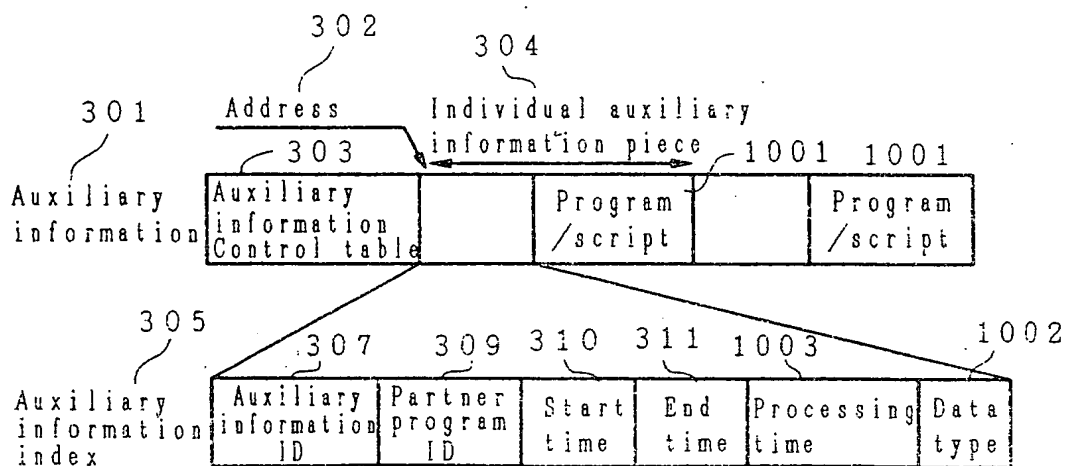 302
304
301
Address
Individual auxiliary
information piece
303
1001
1001
Auxiliary
information
Auxiliary
information
Control table
Program
/script
Program
/script
305
307
309
310
311
1003
1002
Auxiliary
information
index
Auxiliary
information
ID
Partner
program
ID
Start
time
End
time
Processing
time
Data
type